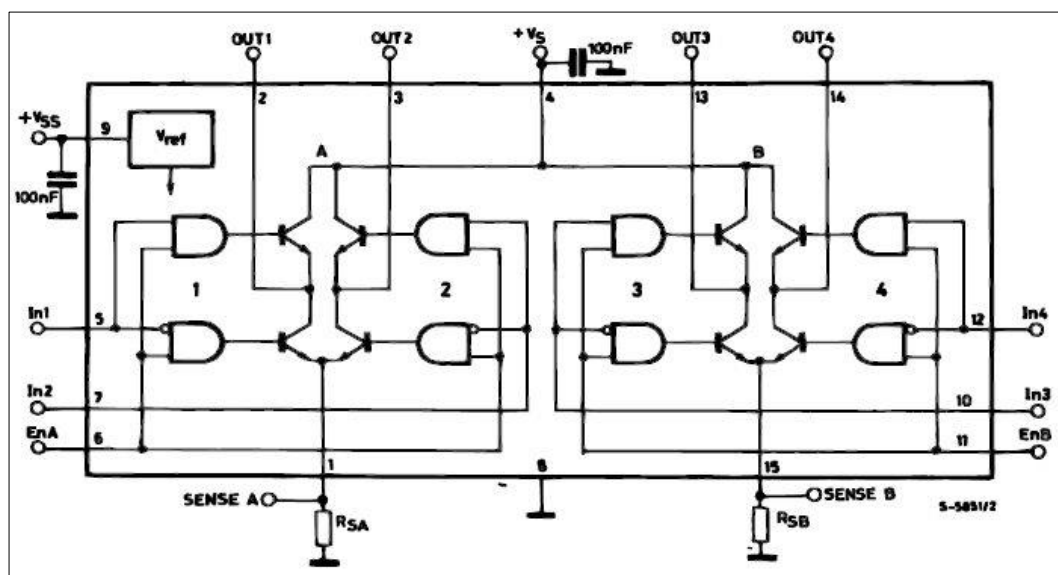 OUT1 OUT2 +VS 100nF OUT3 OUT4
2 3 4 13 14
+VSS 9 Vref A B
100nF
1 2 3 4
In1 5 12 In4
In2 7 10 In3
EnA 6 11 EnB
1 8 15
SENSE A SENSE B S-5851/2
RSA RSB